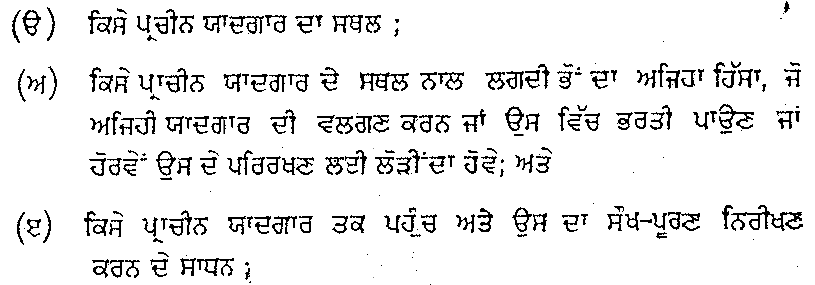 (ੳ) ਕਿਸੇ ਪ੍ਰਾਚੀਨ ਯਾਦਗਾਰ ਦਾ ਸਥਲ ;
(ਅ) ਕਿਸੇ ਪ੍ਰਾਚੀਨ ਯਾਦਗਾਰ ਦੇ ਸਥਲ ਨਾਲ ਲਗਦੀ ਭੋਂ ਦਾ ਅਜਿਹਾ ਹਿੱਸਾ, ਜੋ
ਅਜਿਹੀ ਯਾਦਗਾਰ ਦੀ ਵਲਗਣ ਕਰਨ ਜਾਂ ਉਸ ਵਿੱਚ ਭਰਤੀ ਪਾਉਣ ਜਾਂ
ਹੋਰਵੇਂ ਉਸ ਦੇ ਪਰਿਰਖਣ ਲਈ ਲੋੜੀਂਦਾ ਹੋਵੇ; ਅਤੇ
(ੲ) ਕਿਸੇ ਪ੍ਰਾਚੀਨ ਯਾਦਗਾਰ ਤਕ ਪਹੁੰਚ ਅਤੇ ਉਸ ਦਾ ਸੌਖ-ਪੂਰਣ ਨਿਰੀਖਣ
ਕਰਨ ਦੇ ਸਾਧਨ ;